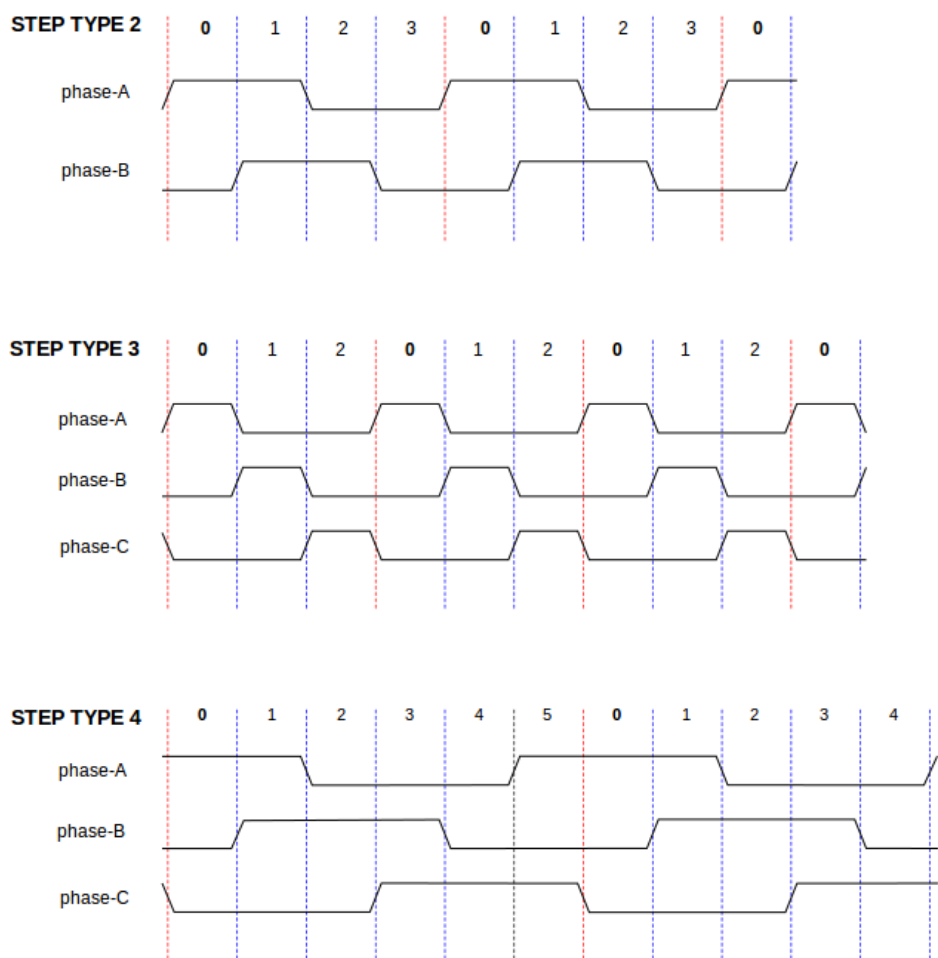 STEP TYPE 2 0 1 2 3 0 1 2 3 0
phase-A
phase-B
STEP TYPE 3 0 1 2 0 1 2 0 1 2 0
phase-A
phase-B
phase-C
STEP TYPE 4 0 1 2 3 4 5 0 1 2 3 4
phase-A
phase-B
phase-C